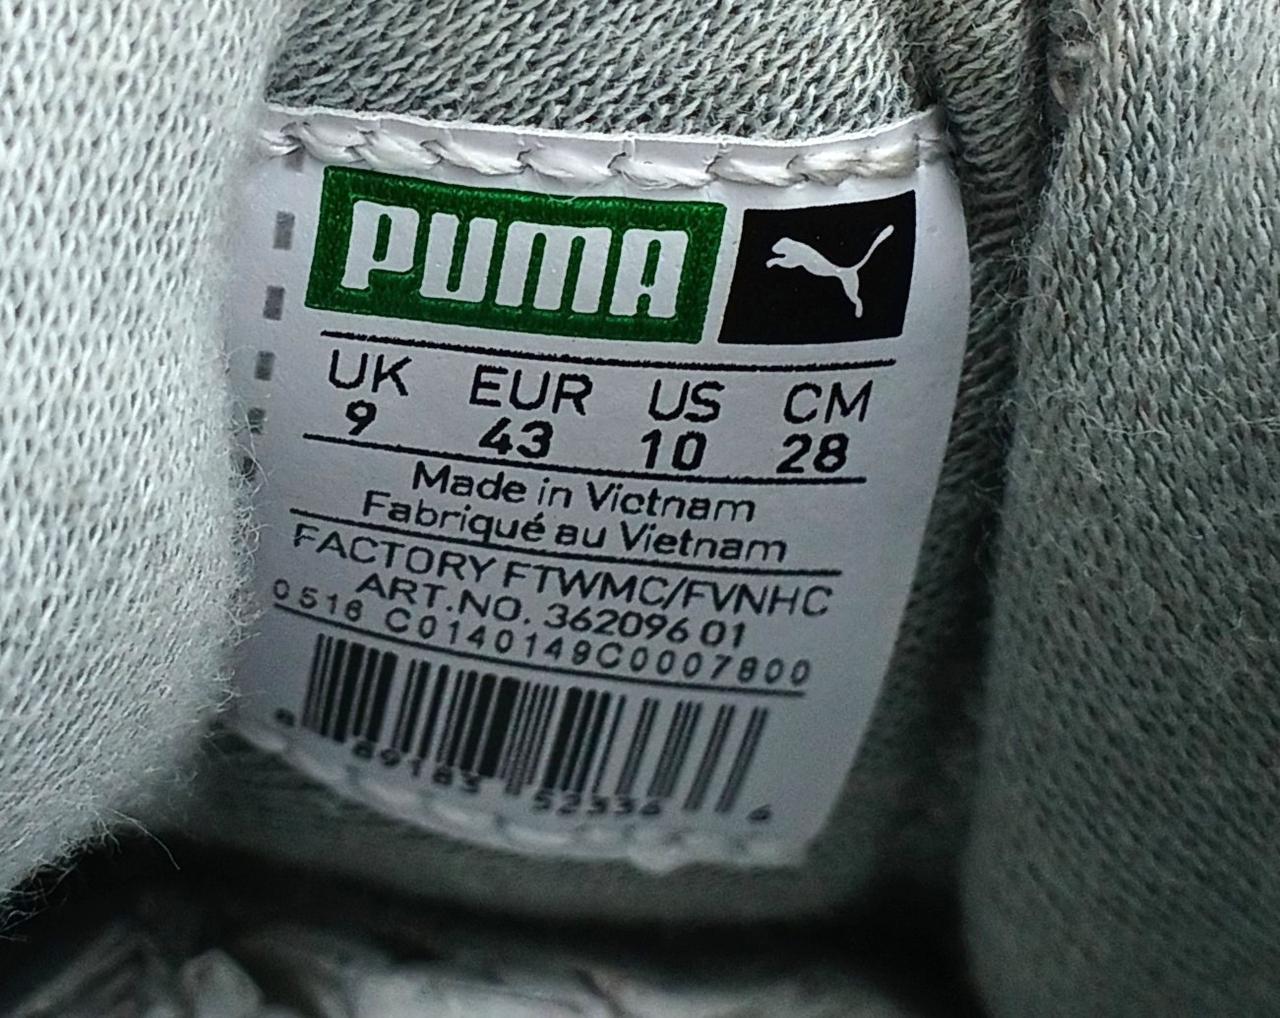 PUMA
UK EUR US CM
9 43 10 28
Made in Vietnam
Fabriqué au Vietnam
FACTORY FTWMC/FVNHC
ART.NO. 362096 01
0516 C0140149C0007800